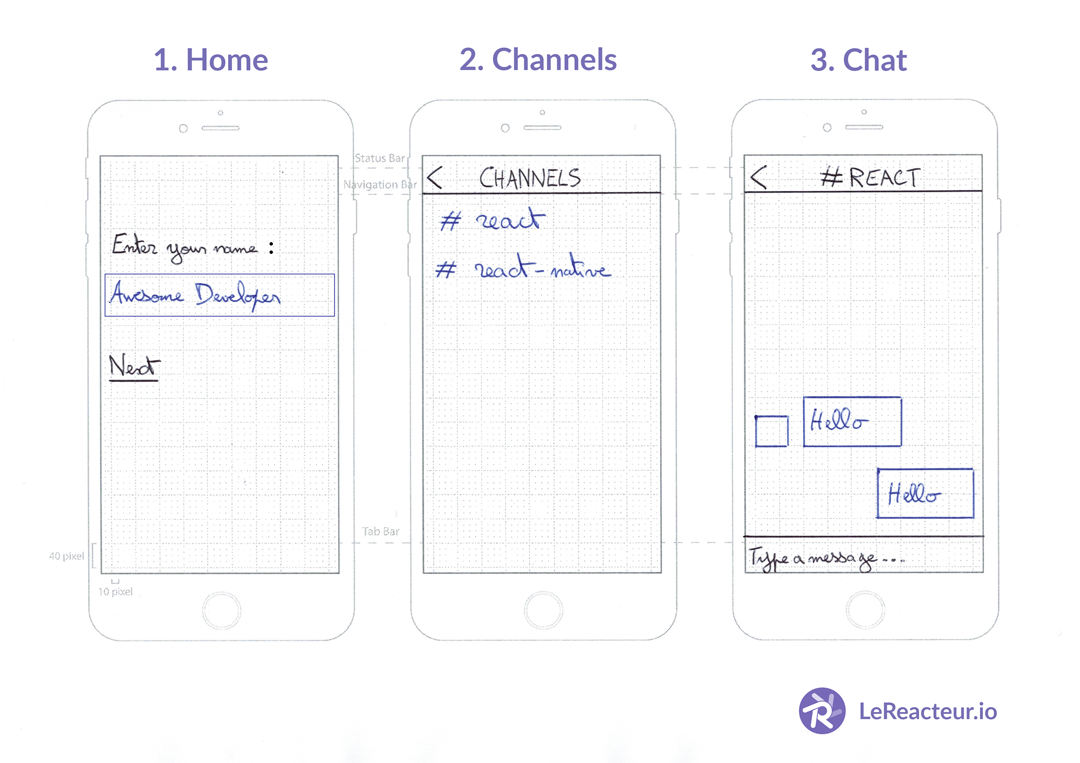 1. Home
2. Channels
3. Chat
Status Bar
Navigation Bar
Enter your name :
Awesome Developer
Next
< CHANNELS
# react
# react-native
< #REACT
Hello
Hello
Tab Bar
Type a message...
40 pixel
10 pixel
LeReacteur.io